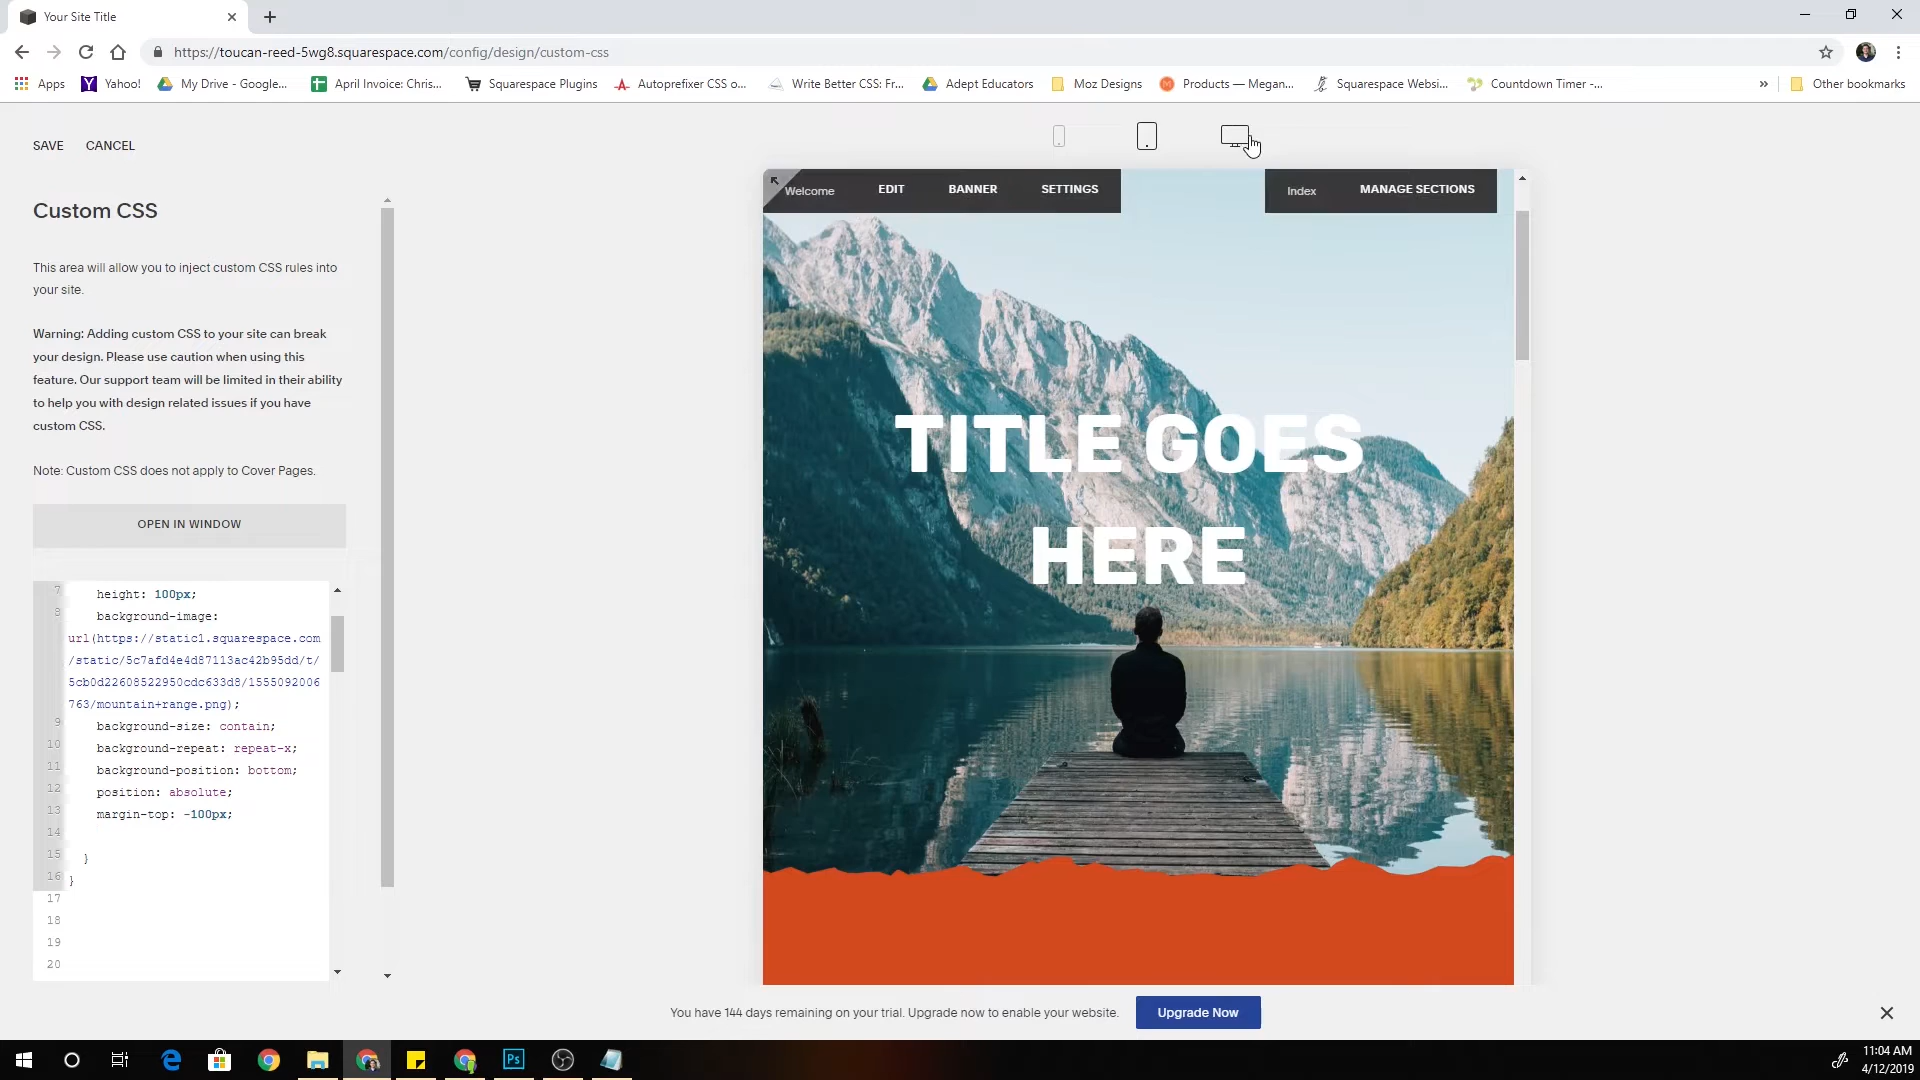 Your Site Title
https://toucan-reed-5wg8.squarespace.com/config/design/custom-css
Apps Yahoo! My Drive - Google... April Invoice: Chris... Squarespace Plugins Autoprefixer CSS o... Write Better CSS: Fr... Adept Educators Moz Designs Products — Megan... Squarespace Websi... Countdown Timer -... » Other bookmarks
SAVE CANCEL
Custom CSS
This area will allow you to inject custom CSS rules into
your site.
Warning: Adding custom CSS to your site can break
your design. Please use caution when using this
feature. Our support team will be limited in their ability
to help you with design related issues if you have
custom CSS.
Note: Custom CSS does not apply to Cover Pages.
OPEN IN WINDOW
7 height: 100px;
8 background-image:
url(https://static1.squarespace.com
/static/5c7afd4e4d87113ac42b95dd/t/
5cb0d22608522950cdc633d8/1555092006
763/mountain+range.png);
9 background-size: contain;
10 background-repeat: repeat-x;
11 background-position: bottom;
12 position: absolute;
13 margin-top: -100px;
14
15 }
16 }
17
18
19
20
Welcome EDIT BANNER SETTINGS
Index MANAGE SECTIONS
TITLE GOES
HERE
You have 144 days remaining on your trial. Upgrade now to enable your website. Upgrade Now
Ps
11:04 AM
4/12/2019